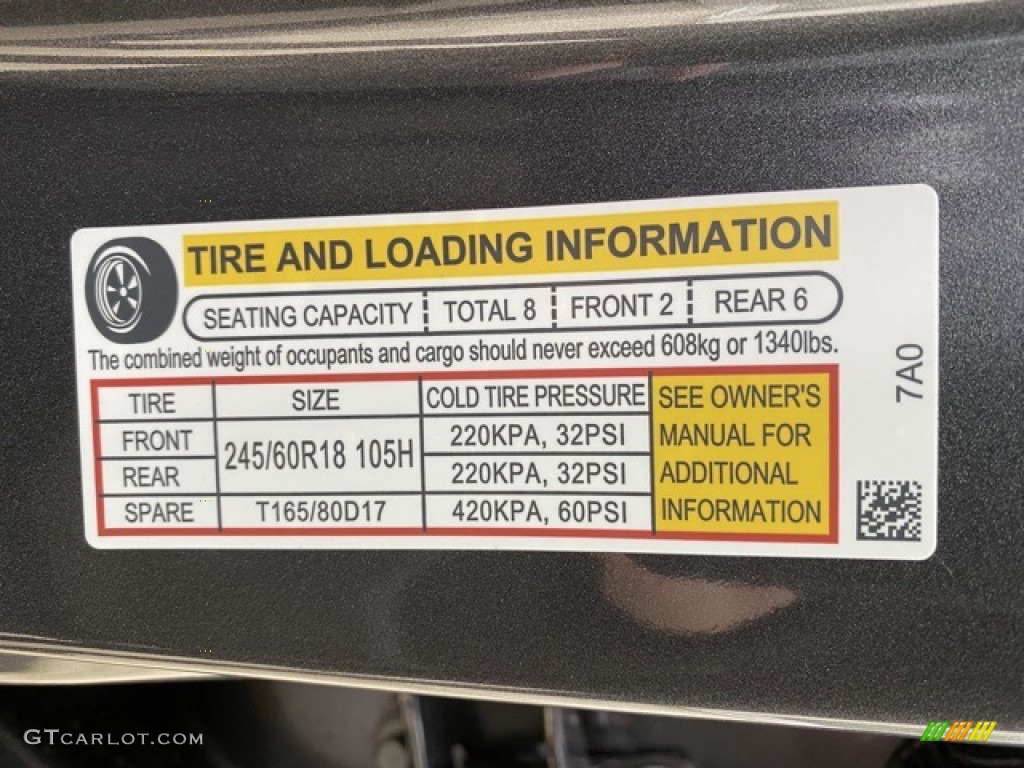 TIRE AND LOADING INFORMATION
SEATING CAPACITY TOTAL 8 FRONT 2 REAR 6
The combined weight of occupants and cargo should never exceed 608kg or 1340lbs.
TIRE SIZE COLD TIRE PRESSURE
FRONT 245/60R18 105H 220KPA, 32PSI
REAR 220KPA, 32PSI
SPARE T165/80D17 420KPA, 60PSI
SEE OWNER'S
MANUAL FOR
ADDITIONAL
INFORMATION
7A0
GTCARLOT.COM